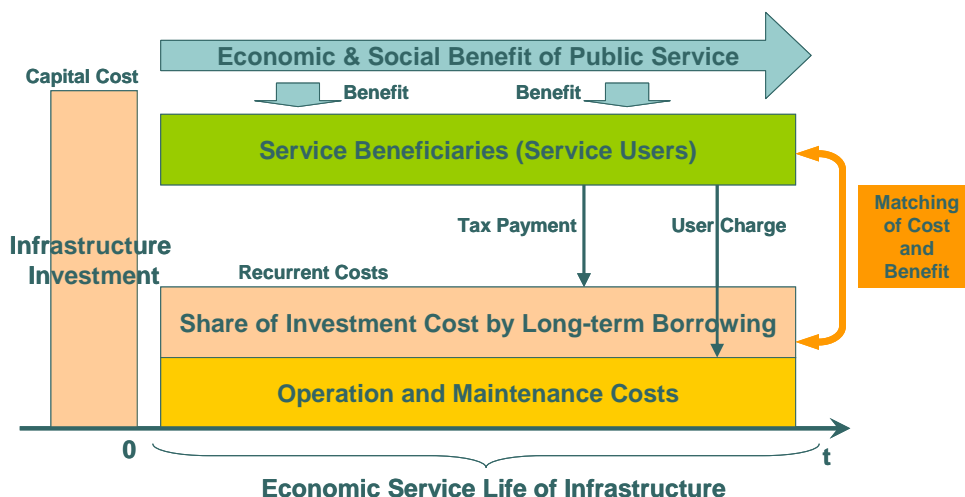 Economic & Social Benefit of Public Service
Capital Cost
Benefit
Benefit
Service Beneficiaries (Service Users)
Matching
of Cost
and
Benefit
Tax Payment
User Charge
Infrastructure
Investment
Recurrent Costs
Share of Investment Cost by Long-term Borrowing
Operation and Maintenance Costs
0
t
Economic Service Life of Infrastructure